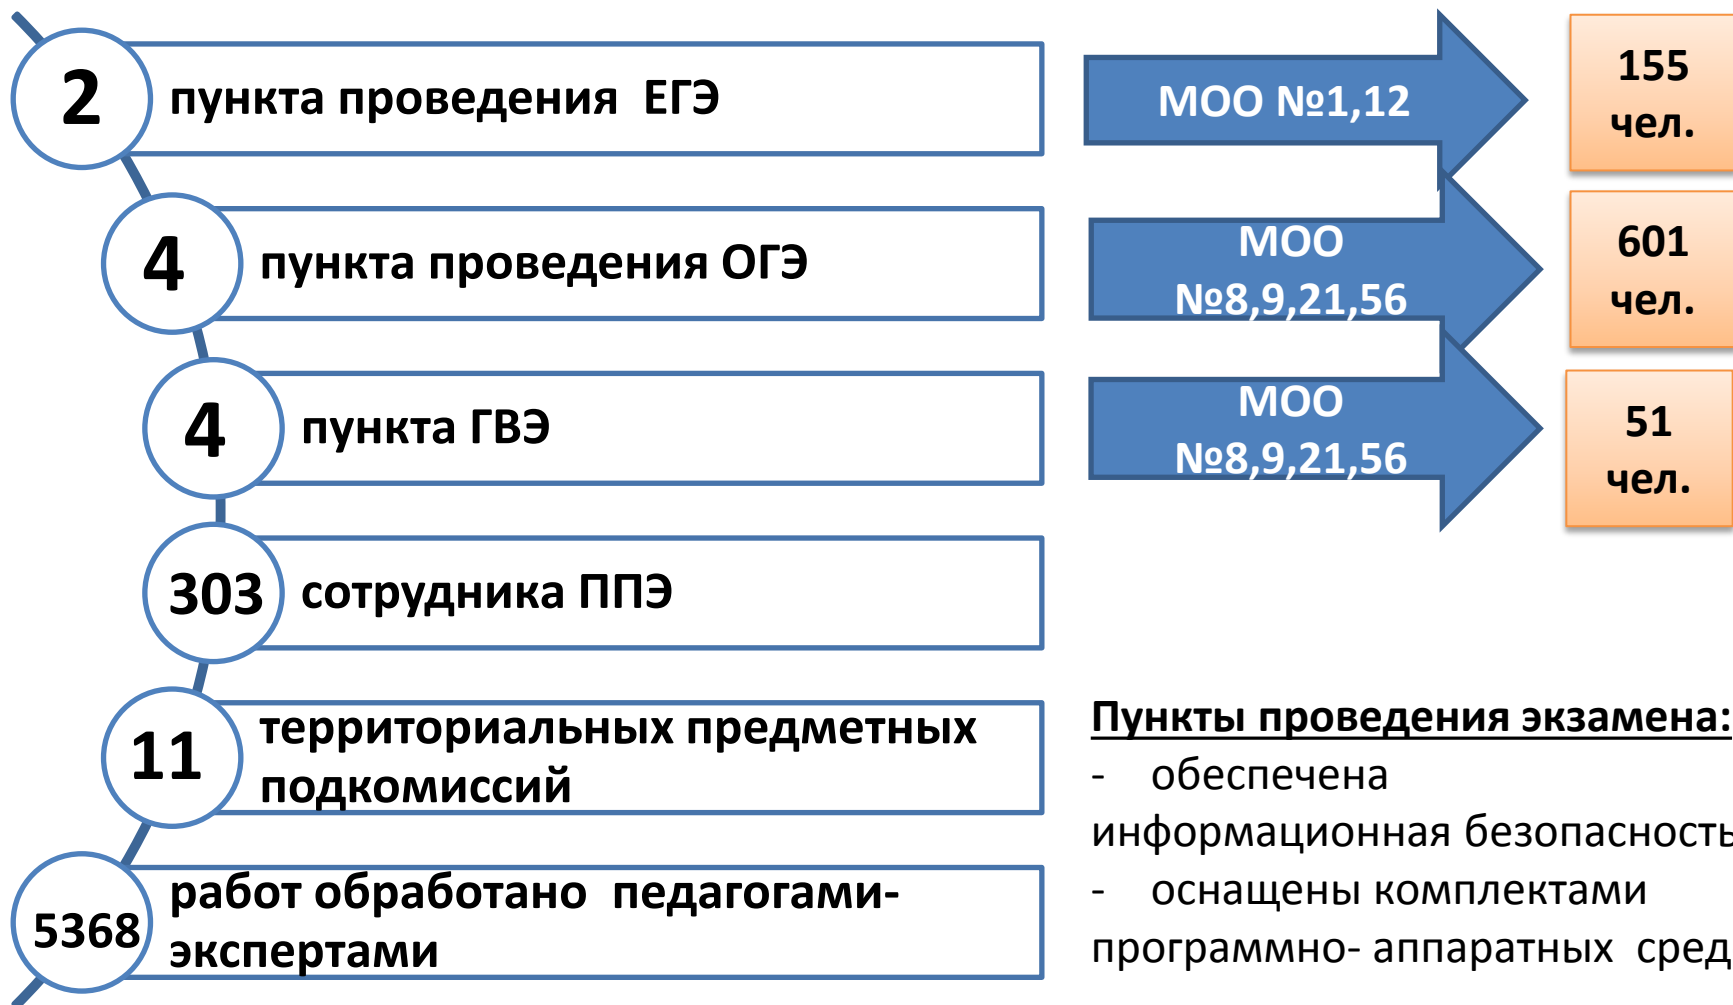 2
пункта проведения ЕГЭ
МОО №1,12
155
чел.
4
пункта проведения ОГЭ
МОО
№8,9,21,56
601
чел.
4
пункта ГВЭ
МОО
№8,9,21,56
51
чел.
303
сотрудника ППЭ
11
территориальных предметных
подкомиссий
5368
работ обработано педагогами-
экспертами
Пункты проведения экзамена:
- обеспечена
информационная безопасность
- оснащены комплектами
программно- аппаратных